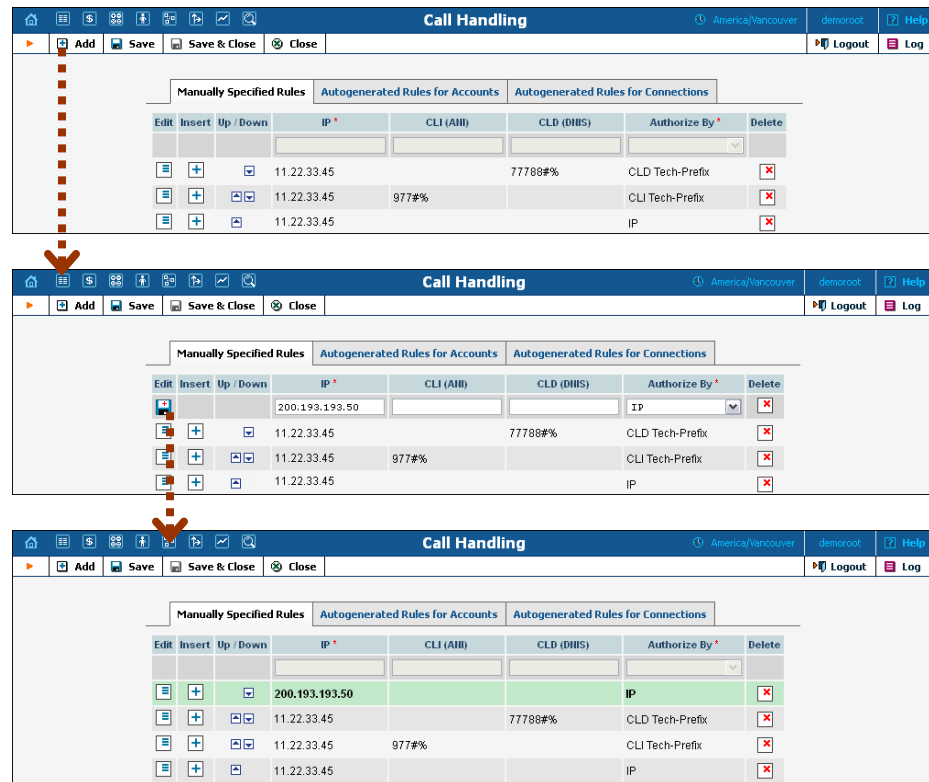 Call Handling America/Vancouver demoroot ? Help
Add Save Save & Close Close Logout Log
Manually Specified Rules Autogenerated Rules for Accounts Autogenerated Rules for Connections
Edit Insert Up / Down IP * CLI (ANI) CLD (DNIS) Authorize By * Delete
11.22.33.45 77788#% CLD Tech-Prefix
11.22.33.45 977#% CLI Tech-Prefix
11.22.33.45 IP
Call Handling America/Vancouver demoroot ? Help
Add Save Save & Close Close Logout Log
Manually Specified Rules Autogenerated Rules for Accounts Autogenerated Rules for Connections
Edit Insert Up / Down IP * CLI (ANI) CLD (DNIS) Authorize By * Delete
200.193.193.50 IP
11.22.33.45 77788#% CLD Tech-Prefix
11.22.33.45 977#% CLI Tech-Prefix
11.22.33.45 IP
Call Handling America/Vancouver demoroot ? Help
Add Save Save & Close Close Logout Log
Manually Specified Rules Autogenerated Rules for Accounts Autogenerated Rules for Connections
Edit Insert Up / Down IP * CLI (ANI) CLD (DNIS) Authorize By * Delete
200.193.193.50 IP
11.22.33.45 77788#% CLD Tech-Prefix
11.22.33.45 977#% CLI Tech-Prefix
11.22.33.45 IP